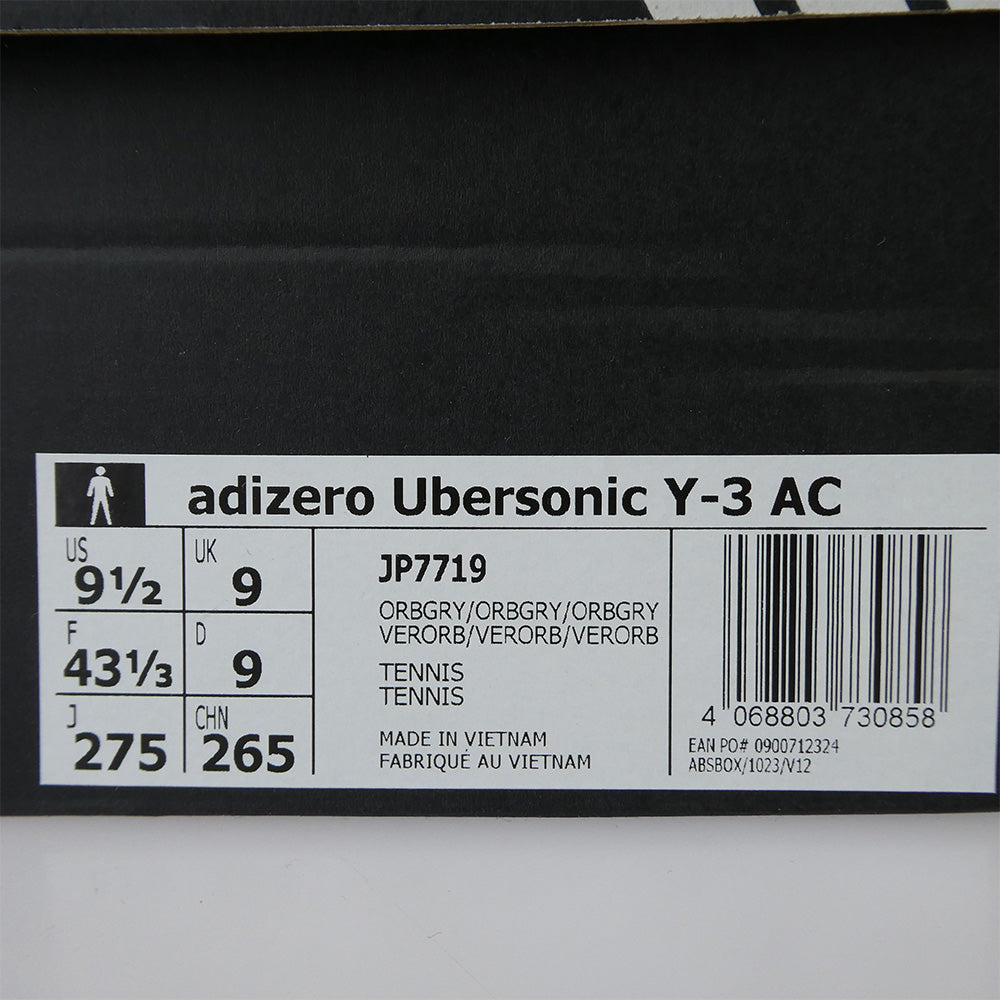 adizero Ubersonic Y-3 AC
US 9½ UK 9
F 43⅓ D 9
J 275 CHN 265
JP7719
ORBGRY/ORBGRY/ORBGRY
VERORB/VERORB/VERORB
TENNIS
TENNIS
MADE IN VIETNAM
FABRIQUÉ AU VIETNAM
4 068803 730858
EAN PO# 0900712324
ABSBOX/1023/V12